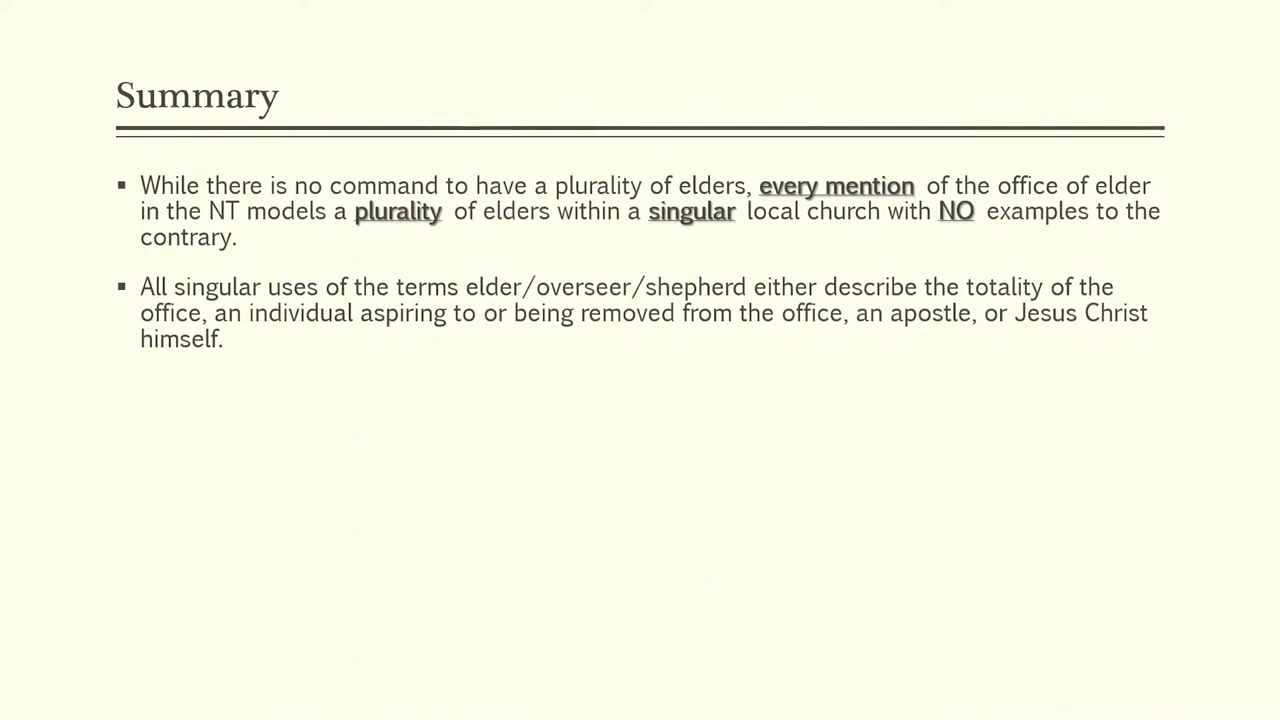 Summary
▪ While there is no command to have a plurality of elders, every mention of the office of elder
in the NT models a plurality of elders within a singular local church with NO examples to the
contrary.
▪ All singular uses of the terms elder/overseer/shepherd either describe the totality of the
office, an individual aspiring to or being removed from the office, an apostle, or Jesus Christ
himself.